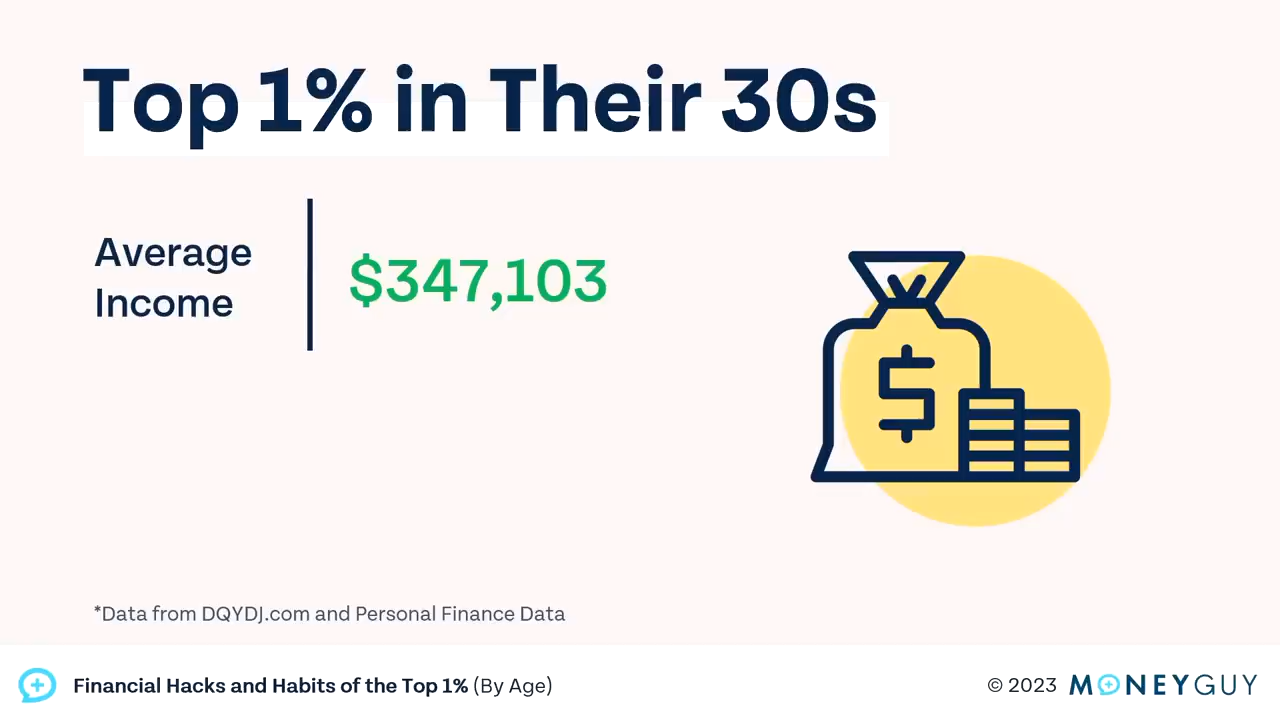 Top 1% in Their 30s
Average
Income
$347,103
$
*Data from DQYDJ.com and Personal Finance Data
Financial Hacks and Habits of the Top 1% (By Age)
© 2023 MONEYGUY